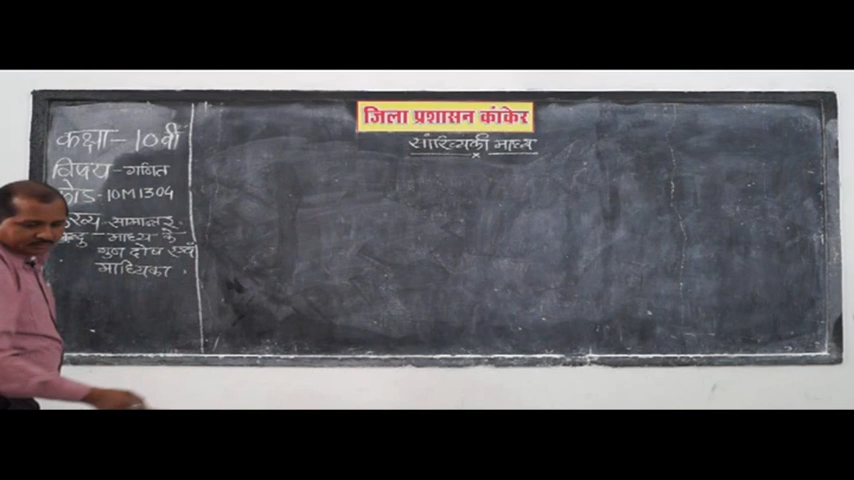 जिला प्रशासन कांकेर
सांख्यिकी माध्य
कक्षा - 10वीं
विषय - गणित
कोड - 10M1304
माध्य के
गुण दोष एवं
माध्यिका .